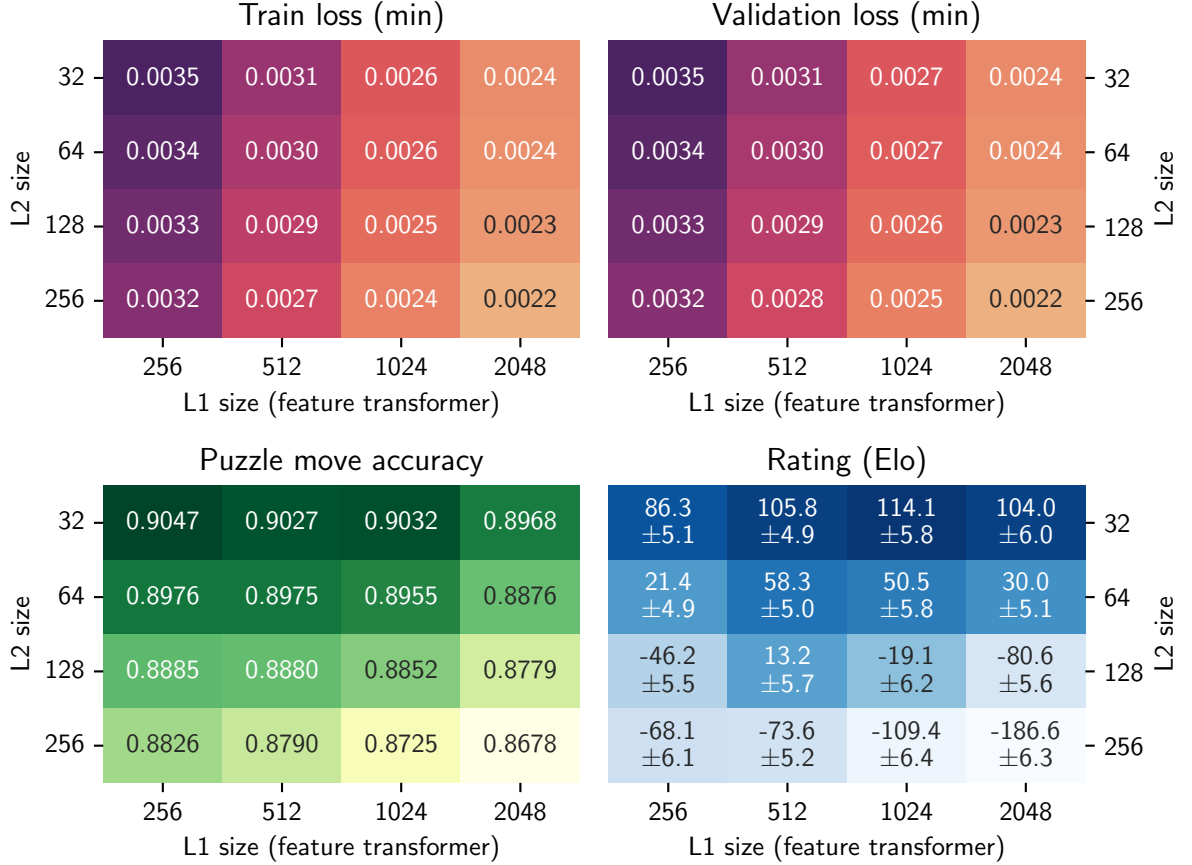 Train loss (min)
L2 size
32 0.0035 0.0031 0.0026 0.0024
64 0.0034 0.0030 0.0026 0.0024
128 0.0033 0.0029 0.0025 0.0023
256 0.0032 0.0027 0.0024 0.0022
256 512 1024 2048
L1 size (feature transformer)
Validation loss (min)
0.0035 0.0031 0.0027 0.0024 32
0.0034 0.0030 0.0027 0.0024 64
0.0033 0.0029 0.0026 0.0023 128
0.0032 0.0028 0.0025 0.0022 256
L2 size
256 512 1024 2048
L1 size (feature transformer)
Puzzle move accuracy
L2 size
32 0.9047 0.9027 0.9032 0.8968
64 0.8976 0.8975 0.8955 0.8876
128 0.8885 0.8880 0.8852 0.8779
256 0.8826 0.8790 0.8725 0.8678
256 512 1024 2048
L1 size (feature transformer)
Rating (Elo)
86.3 105.8 114.1 104.0
±5.1 ±4.9 ±5.8 ±6.0
32
21.4 58.3 50.5 30.0
±4.9 ±5.0 ±5.8 ±5.1
64
-46.2 13.2 -19.1 -80.6
±5.5 ±5.7 ±6.2 ±5.6
128
-68.1 -73.6 -109.4 -186.6
±6.1 ±5.2 ±6.4 ±6.3
256
L2 size
256 512 1024 2048
L1 size (feature transformer)